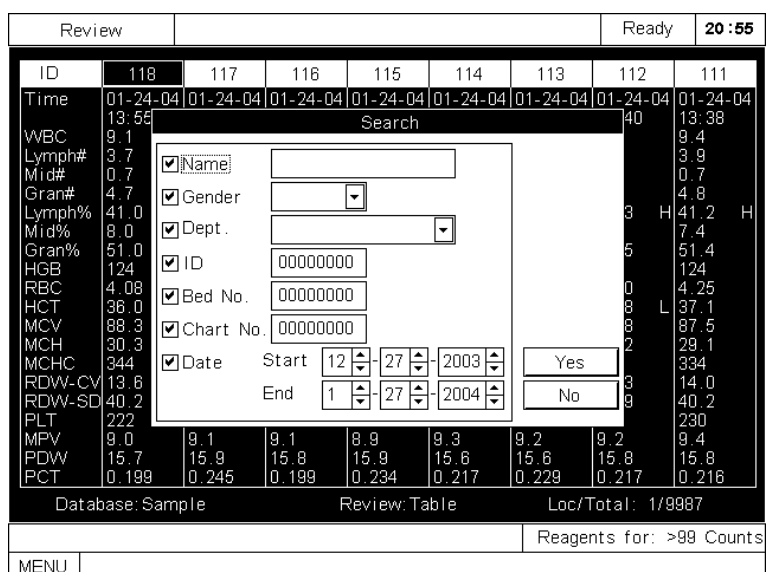 Review Ready 20:55
ID 118 117 116 115 114 113 112 111
Time 01-24-04 01-24-04 01-24-04 01-24-04 01-24-04 01-24-04 01-24-04 01-24-04
13:55 40 13:38
Search
WBC 9.1 9.4
Lymph# 3.7 3.9
Name
Mid# 0.7 0.7
Gran# 4.7 4.8
Gender
Lymph% 41.0 3 H 41.2 H
Mid% 8.0 7.4
Dept.
Gran% 51.0 5 51.4
HGB 124 124
ID 00000000
RBC 4.08 0 4.25
Bed No. 00000000
HCT 36.0 8 L 37.1
MCV 88.3 8 87.5
Chart No. 00000000
MCH 30.3 2 29.1
MCHC 344 334
Date Start 12 - 27 - 2003 Yes
RDW-CV 13.6 3 14.0
RDW-SD 40.2 9 40.2
End 1 - 27 - 2004 No
PLT 222 230
MPV 9.0 9.1 9.1 8.9 9.3 9.2 9.2 9.4
PDW 15.7 15.9 15.8 15.9 15.6 15.6 15.8 15.8
PCT 0.199 0.245 0.199 0.234 0.217 0.229 0.217 0.216
Database:Sample Review:Table Loc/Total: 1/9987
Reagents for: >99 Counts
MENU